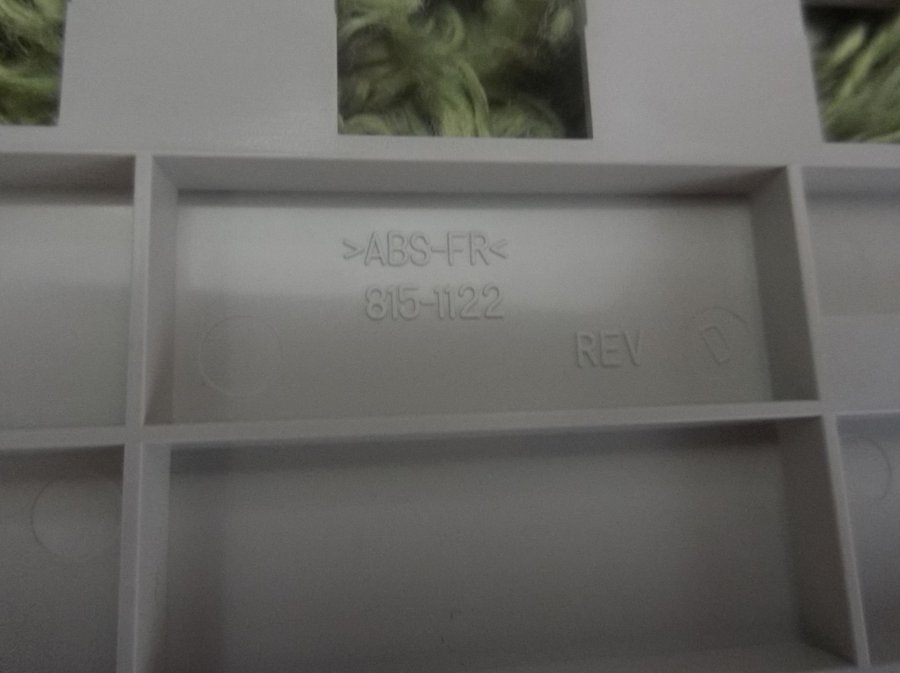 >ABS-FR<
815-1122
REV D